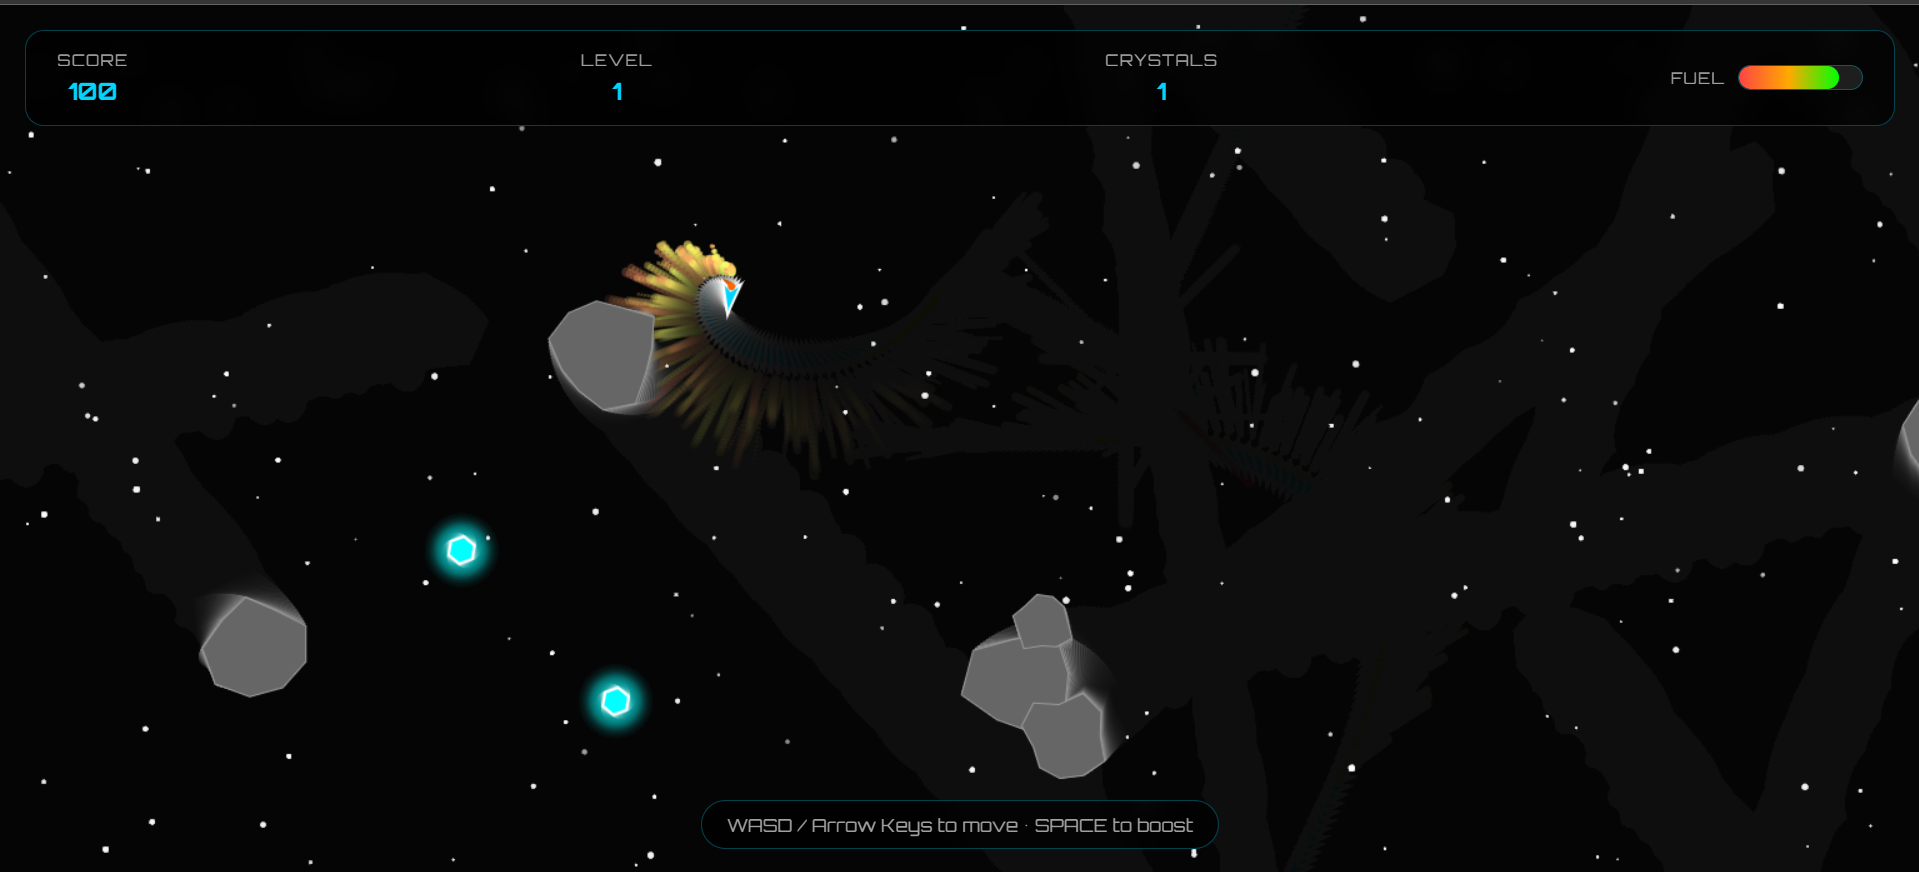 SCORE
100
LEVEL
1
CRYSTALS
1
FUEL
WASD / Arrow Keys to move · SPACE to boost